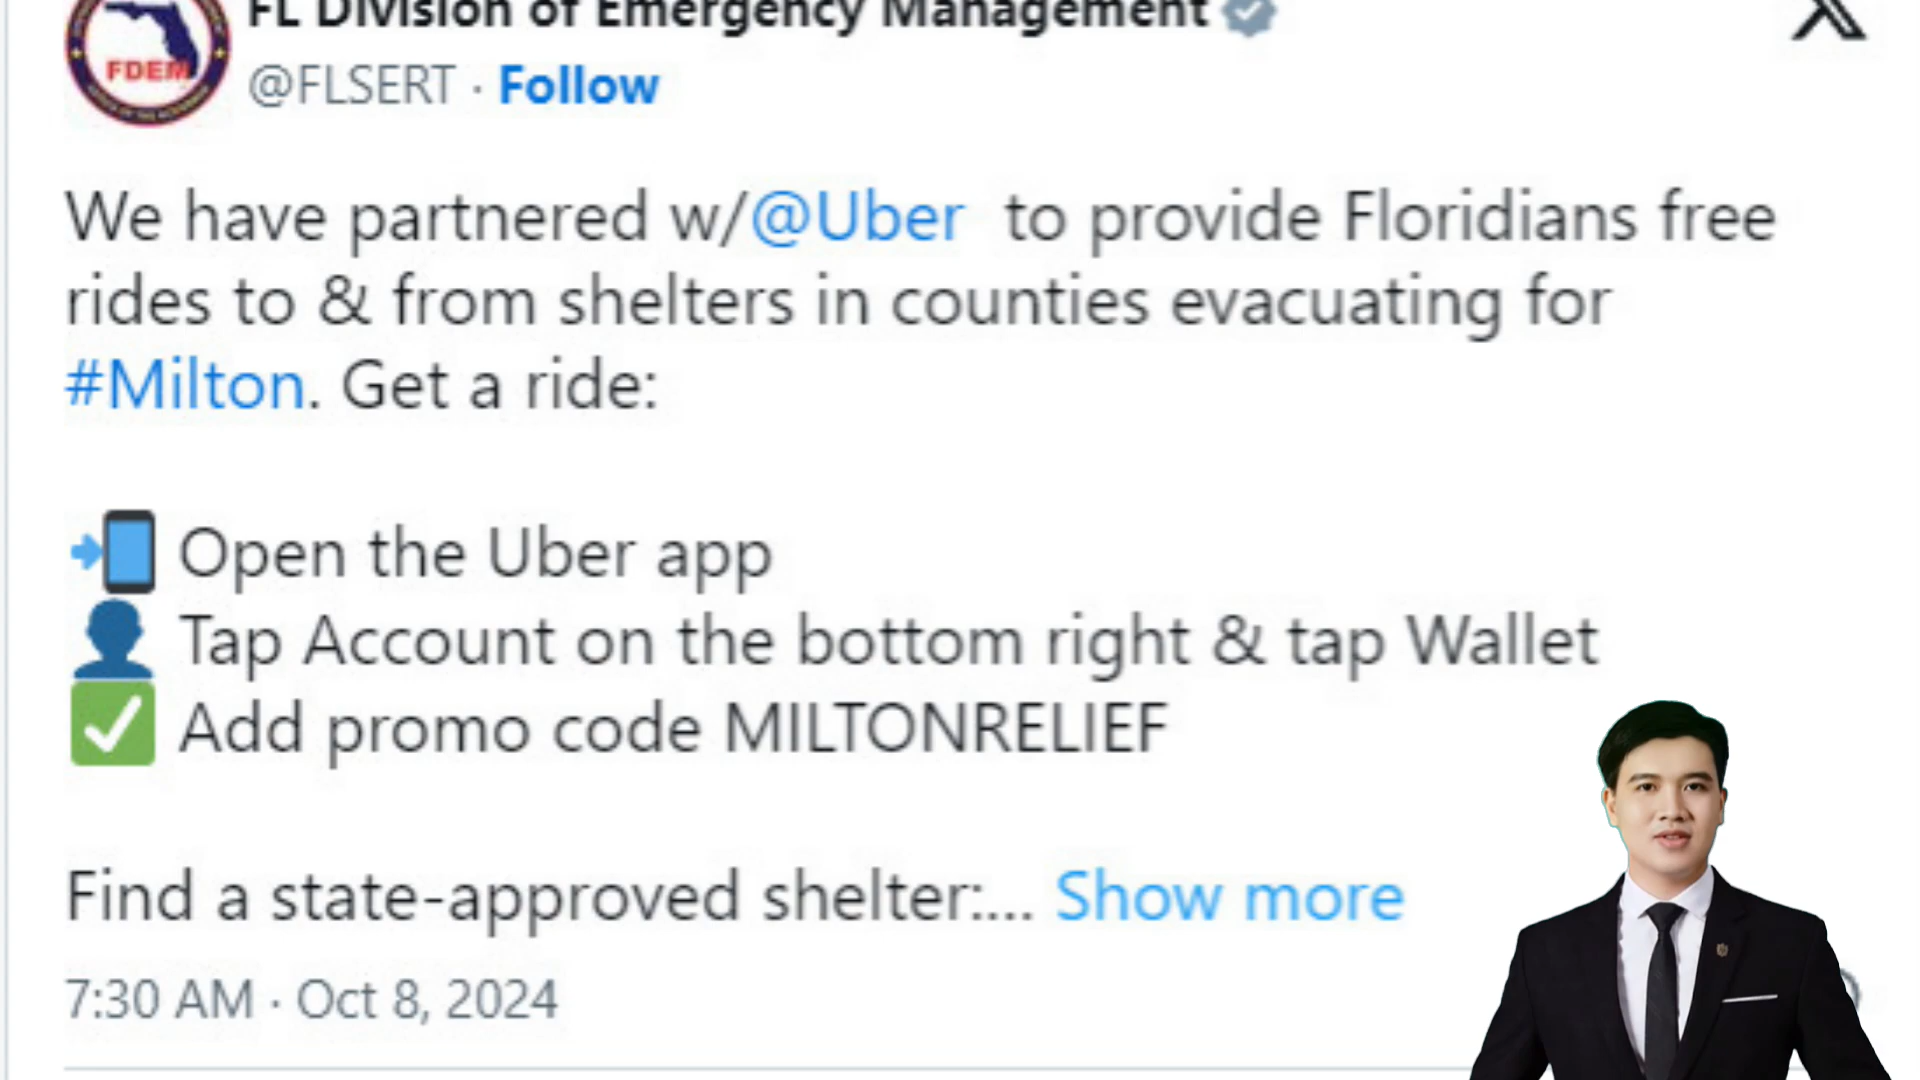 FL Division of Emergency Management
FDEM
@FLSERT · Follow
We have partnered w/@Uber to provide Floridians free
rides to & from shelters in counties evacuating for
#Milton. Get a ride:
Open the Uber app
Tap Account on the bottom right & tap Wallet
Add promo code MILTONRELIEF
Find a state-approved shelter:... Show more
7:30 AM · Oct 8, 2024